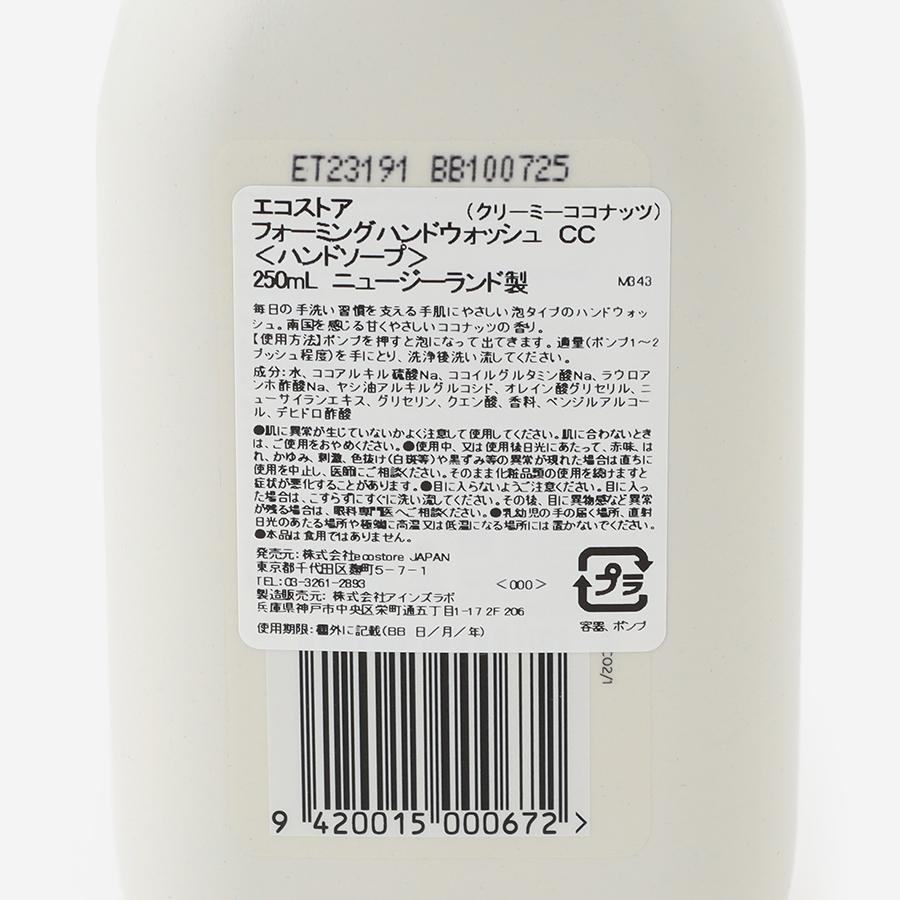 ET23191 BB100725
エコストア （クリーミーココナッツ）
フォーミングハンドウォッシュ CC
＜ハンドソープ＞
250mL ニュージーランド製 M343
毎日の手洗い習慣を支える手肌にやさしい泡タイプのハンドウォッ
シュ。南国を感じる甘くやさしいココナッツの香り。
【使用方法】ポンプを押すと泡になって出てきます。適量（ポンプ1～2
プッシュ程度）を手にとり、洗浄後洗い流してください。
成分：水、ココアルキル硫酸Na、ココイルグルタミン酸Na、ラウロア
ンホ酢酸Na、ヤシ油アルキルグルコシド、オレイン酸グリセリル、ニュ
ーサイランエキス、グリセリン、クエン酸、香料、ベンジルアルコー
ル、デヒドロ酢酸
●肌に異常が生じていないかよく注意して使用してください。肌に合わないとき
は、ご使用をおやめください。●使用中、又は使用後日光にあたって、赤味、は
れ、かゆみ、刺激、色抜け（白斑等）や黒ずみ等の異常が現れた場合は直ちに
使用を中止し、医師にご相談ください。そのまま化粧品類の使用を続けますと
症状が悪化することがあります。●目に入らないようご注意ください。目に入っ
た場合は、こすらずにすぐに洗い流してください。その後、目に異物感など異常
が残る場合は、眼科専門医へご相談ください。●乳幼児の手の届く場所、直射
日光のあたる場所や極端に高温又は低温になる場所には置かないでください。
●本品は食用ではありません。
発売元：株式会社ecostore JAPAN
東京都千代田区麹町5-7-1
TEL：03-3261-2893 ＜000＞
製造販売元：株式会社アインズラボ
兵庫県神戸市中央区栄町通五丁目1-17 2F 206
使用期限：欄外に記載（BB 日／月／年）
プラ
容器、ポンプ
CO2/1
9 420015 000672 >